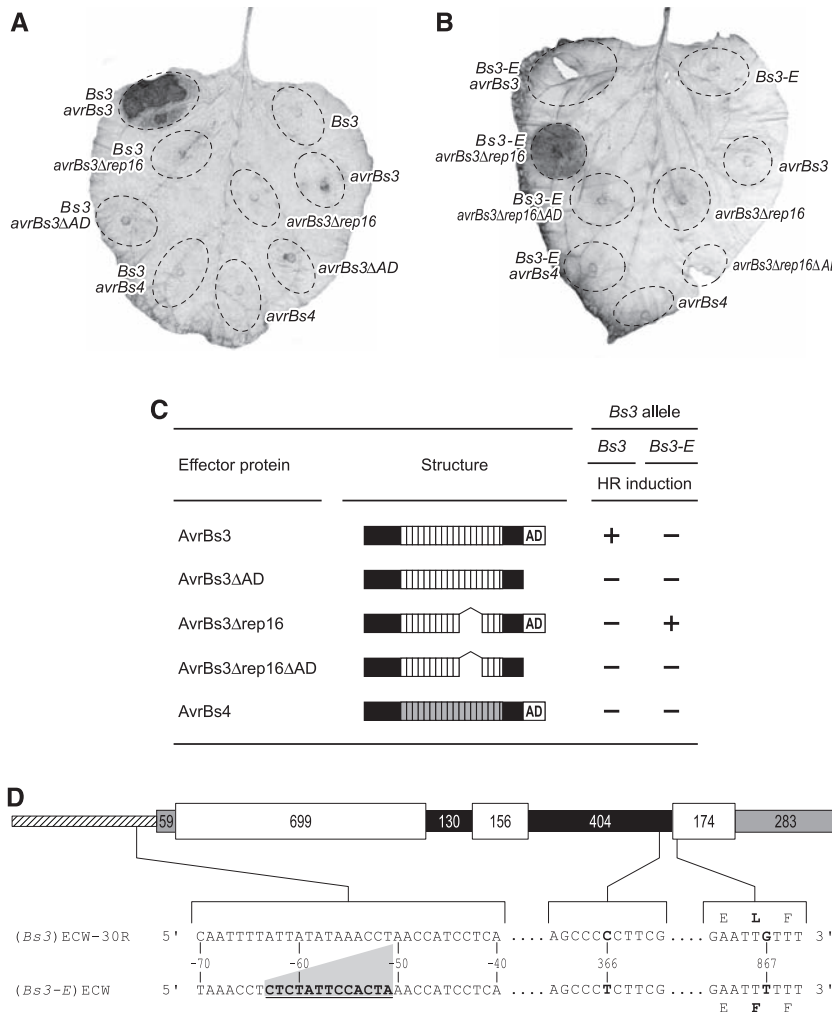 A
Bs3
avrBs3
Bs3
avrBs3Δrep16
Bs3
avrBs3ΔAD
Bs3
avrBs4
Bs3
avrBs3
avrBs3Δrep16
avrBs3ΔAD
avrBs4
B
Bs3-E
avrBs3
Bs3-E
avrBs3Δrep16
Bs3-E
avrBs3Δrep16ΔAD
Bs3-E
avrBs4
Bs3-E
avrBs3
avrBs3Δrep16
avrBs3Δrep16ΔAD
avrBs4
C
Bs3 allele
Effector protein Structure Bs3 Bs3-E
HR induction
AvrBs3 AD + −
AvrBs3ΔAD − −
AvrBs3Δrep16 AD − +
AvrBs3Δrep16ΔAD − −
AvrBs4 AD − −
D
59 699 130 156 404 174 283
E L F
(Bs3)ECW-30R 5' CAATTTTATTATATAAACCTAACCATCCTCA .... AGCCCCCTTCG .... GAATTGTTT 3'
-70 -60 -50 -40 366 867
(Bs3-E)ECW 5' TAAACCTCTCTATTCCACTAAACCATCCTCA .... AGCCCTCTTCG .... GAATTTTTT 3'
E F F